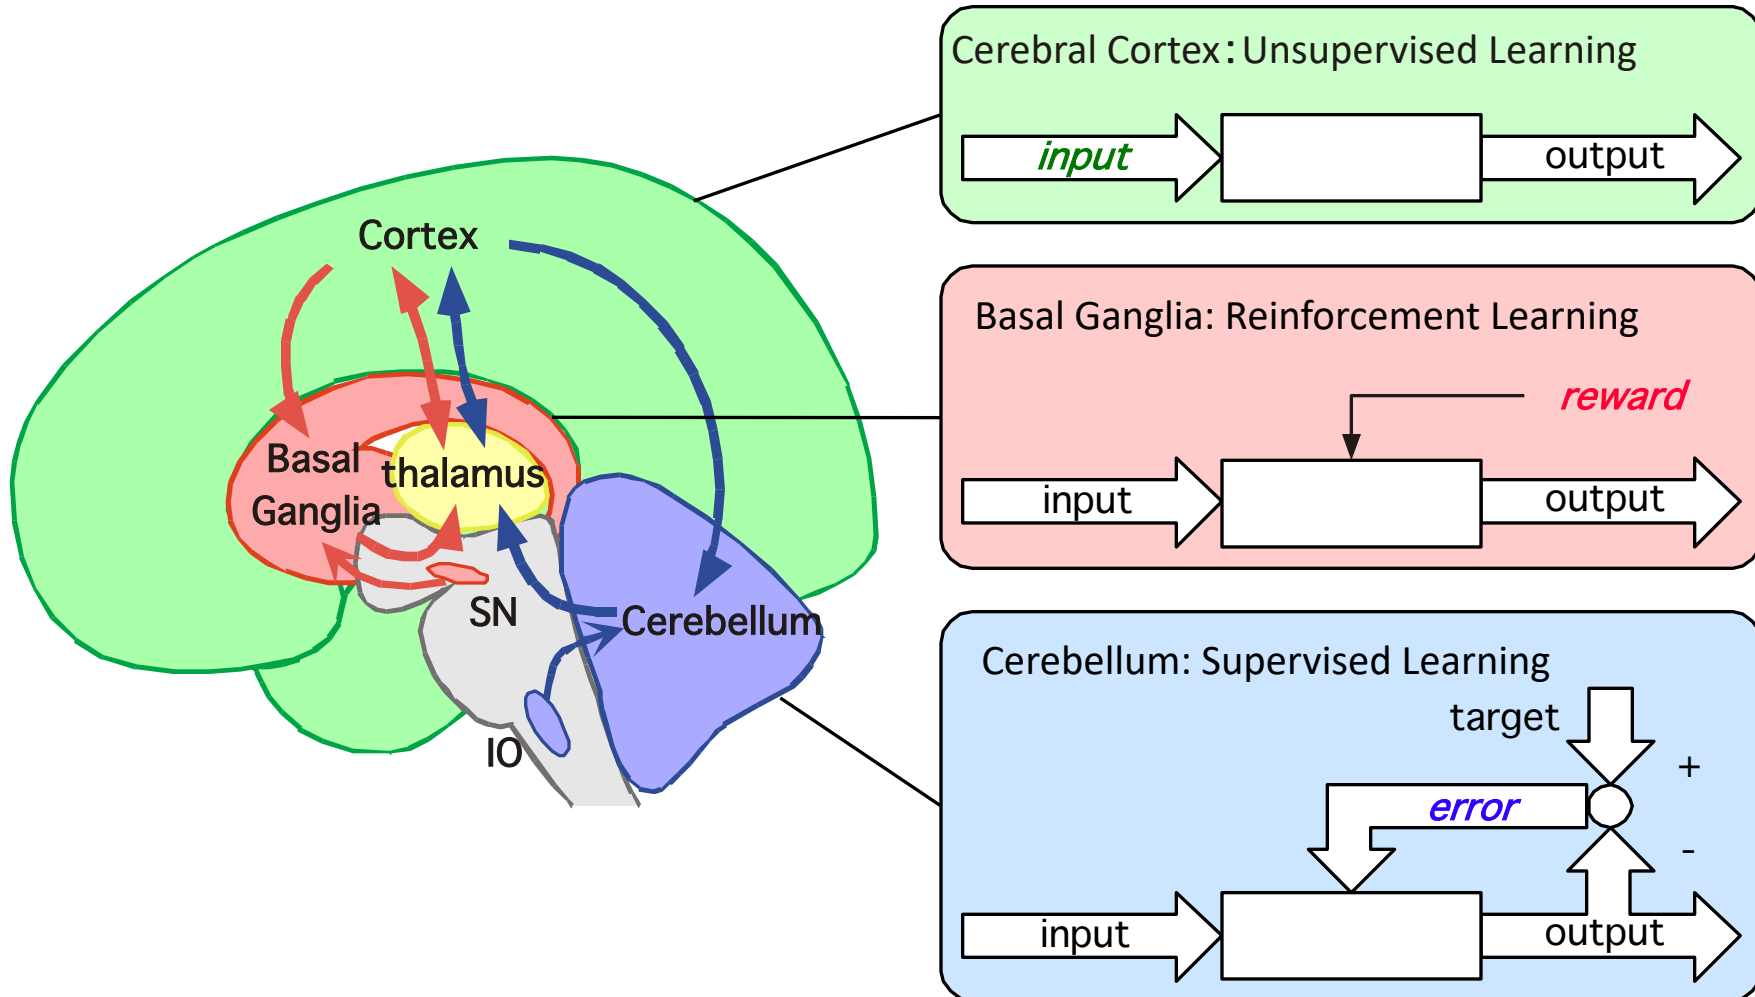 Cortex
Basal
Ganglia
thalamus
SN
Cerebellum
IO
Cerebral Cortex: Unsupervised Learning
input
output
Basal Ganglia: Reinforcement Learning
reward
input
output
Cerebellum: Supervised Learning
target
+
error
-
input
output